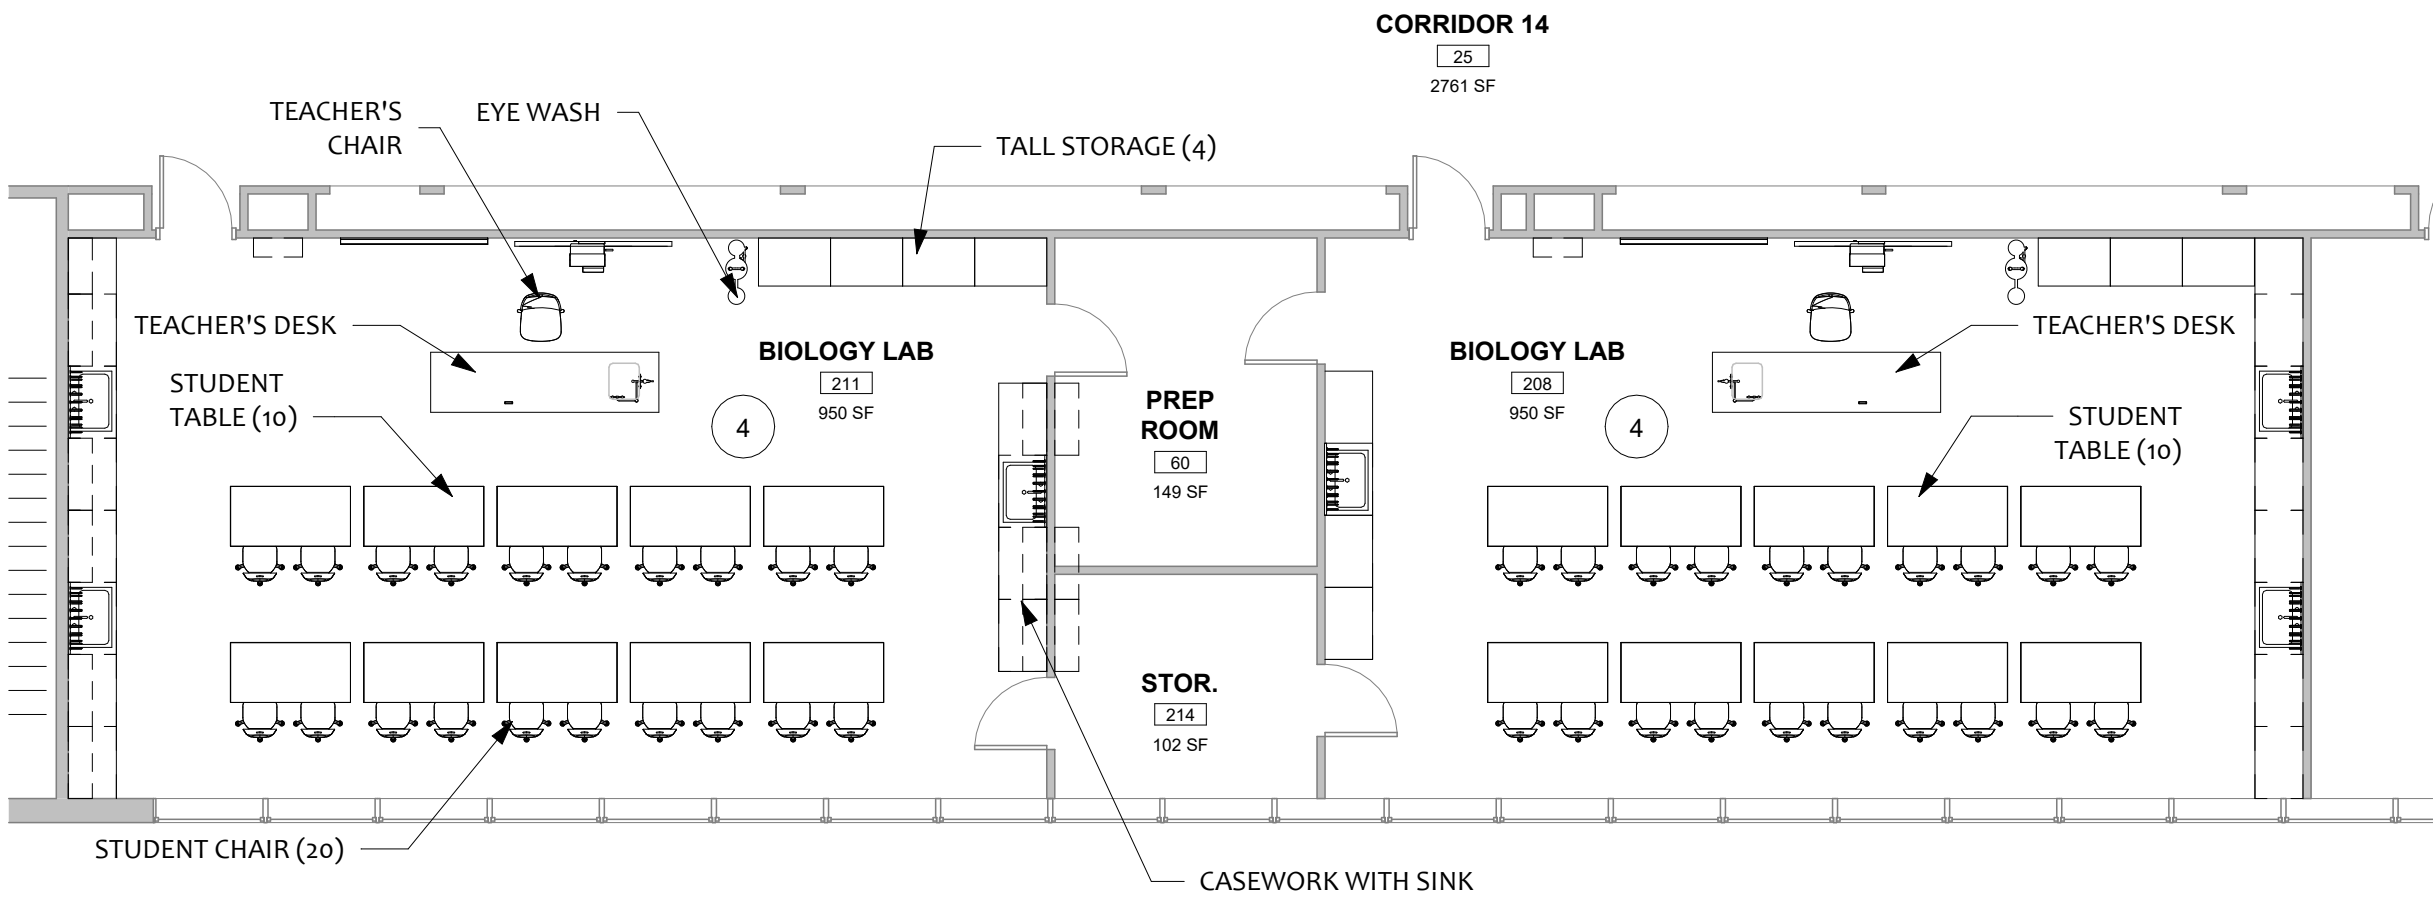 CORRIDOR 14
25
2761 SF
TEACHER'S
CHAIR
EYE WASH
TALL STORAGE (4)
TEACHER'S DESK
STUDENT
TABLE (10)
BIOLOGY LAB
211
950 SF
4
PREP
ROOM
60
149 SF
BIOLOGY LAB
208
950 SF
4
TEACHER'S DESK
STUDENT
TABLE (10)
STOR.
214
102 SF
STUDENT CHAIR (20)
CASEWORK WITH SINK